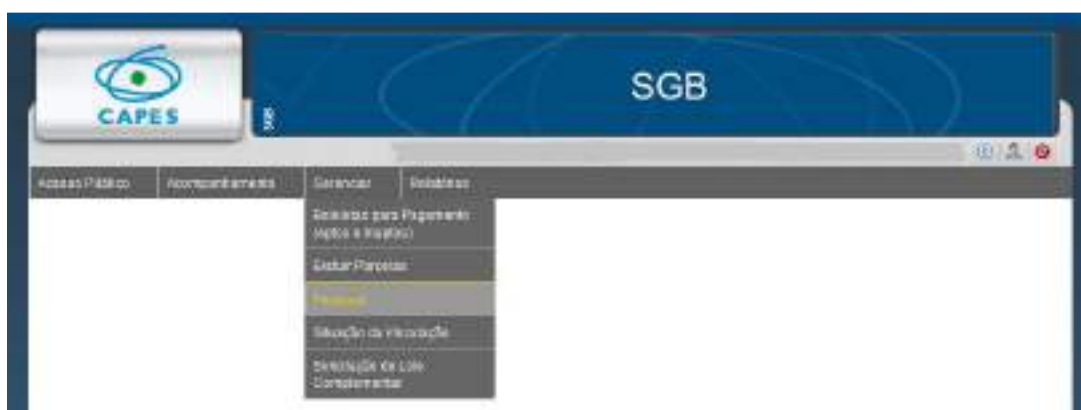 CAPES
SGB
SGB
Acesso Público
Acompanhamento
Gerenciar
Relatórios
Bolsistas para Pagamento
(Aptos e Inaptos)
Excluir Parcelas
Situação da Vinculação
Solicitação de Lote
Complementar